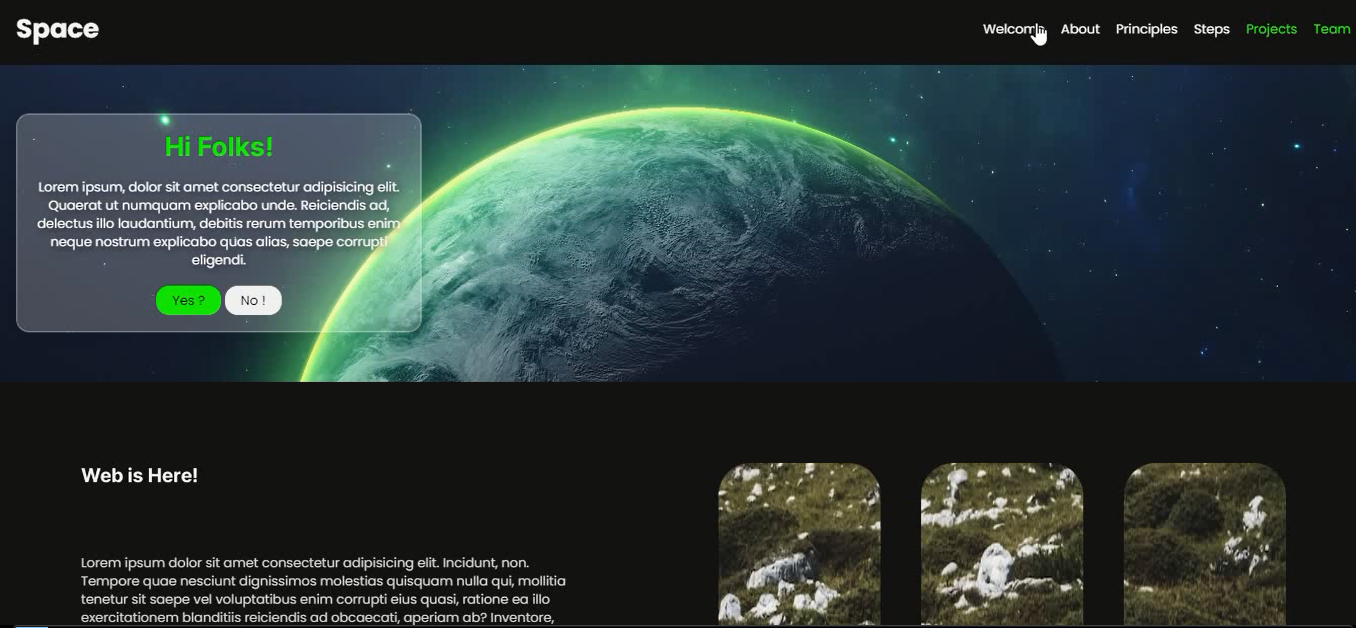 Space
Welcome About Principles Steps Projects Team
Hi Folks!
Lorem ipsum, dolor sit amet consectetur adipisicing elit.
Quaerat ut numquam explicabo unde. Reiciendis ad,
delectus illo laudantium, debitis rerum temporibus enim
neque nostrum explicabo quias alias, saepe corrupti
eligendi.
Yes ? No !
Web is Here!
Lorem ipsum dolor sit amet consectetur adipisicing elit. Incidunt, non.
Tempore quae nesciunt dignissimos molestias quisquam nulla qui, mollitia
tenetur sit saepe vel voluptatibus enim corrupti eius quasi, ratione ea illo
exercitationem blanditiis reiciendis ad obcaecati, aperiam ab? Inventore,